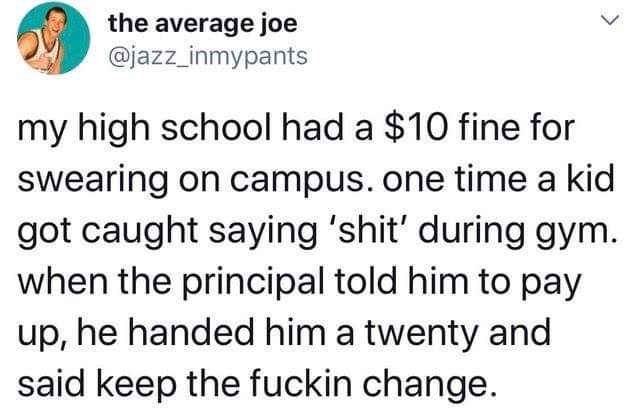 the average joe
@jazz_inmypants
my high school had a $10 fine for
swearing on campus. one time a kid
got caught saying ‘shit’ during gym.
when the principal told him to pay
up, he handed him a twenty and
said keep the fuckin change.